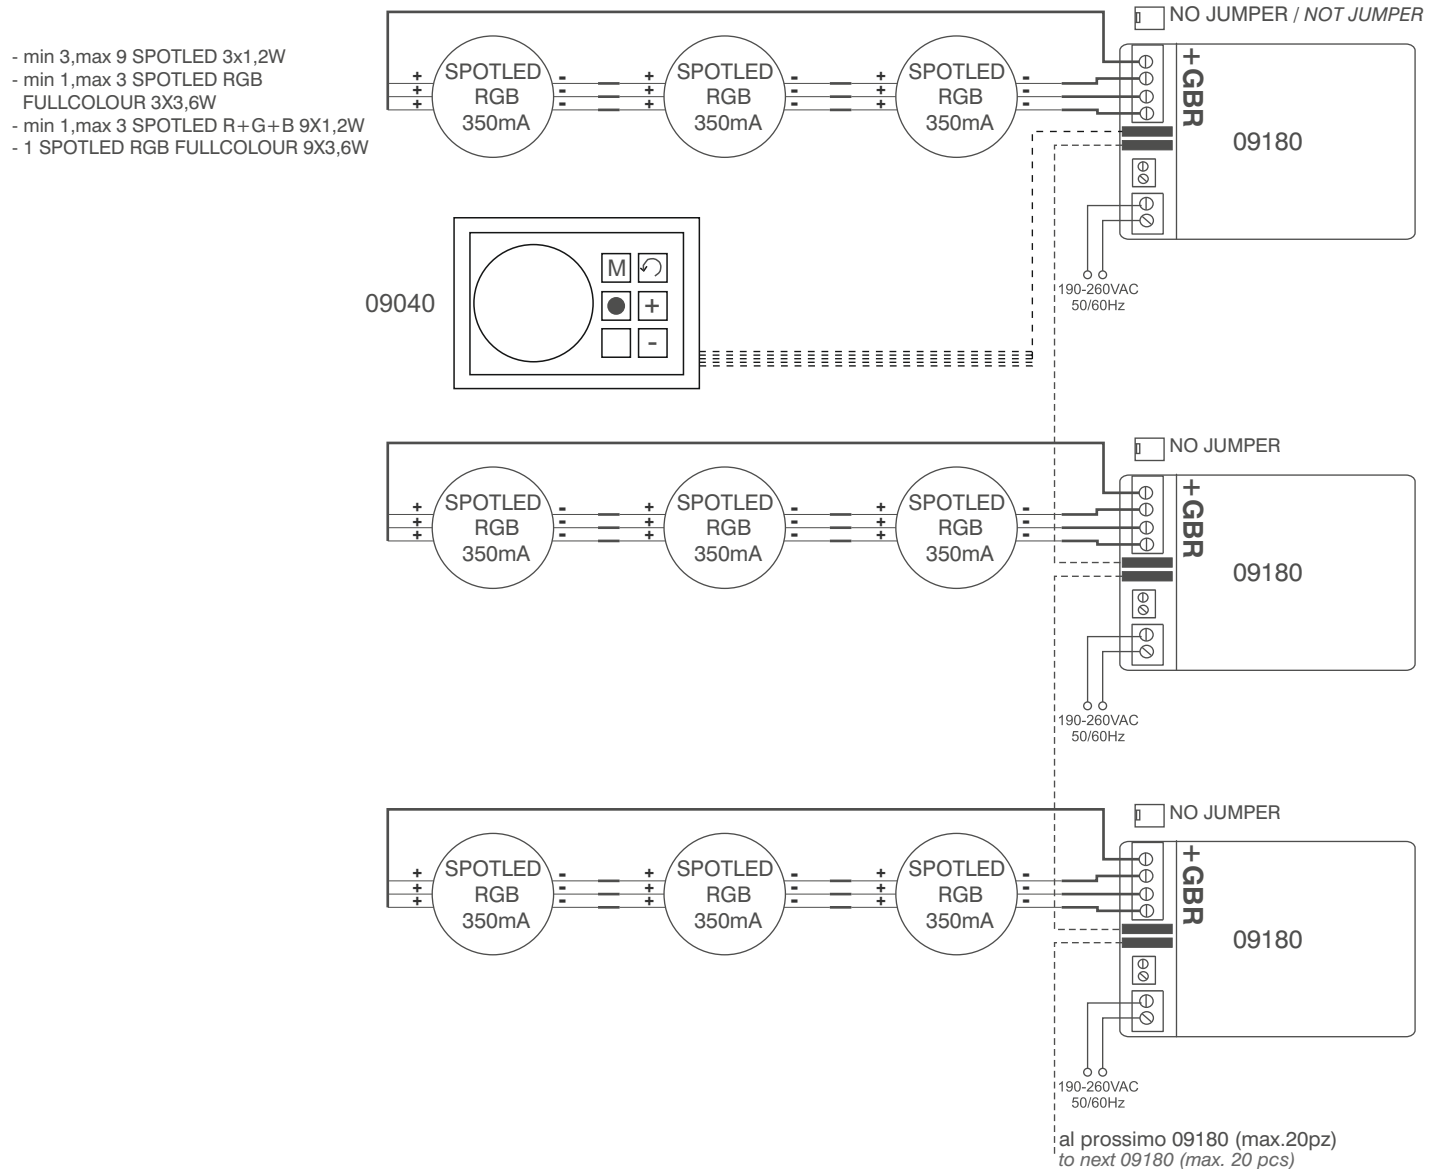 NO JUMPER / NOT JUMPER
- min 3,max 9 SPOTLED 3x1,2W
- min 1,max 3 SPOTLED RGB
FULLCOLOUR 3X3,6W
- min 1,max 3 SPOTLED R+G+B 9X1,2W
- 1 SPOTLED RGB FULLCOLOUR 9X3,6W
+ SPOTLED - + SPOTLED - + SPOTLED -
+ RGB - + RGB - + RGB -
+ 350mA - + 350mA - + 350mA -
+GBR
09180
190-260VAC
50/60Hz
09040
M
+
-
NO JUMPER
+ SPOTLED - + SPOTLED - + SPOTLED -
+ RGB - + RGB - + RGB -
+ 350mA - + 350mA - + 350mA -
+GBR
09180
190-260VAC
50/60Hz
NO JUMPER
+ SPOTLED - + SPOTLED - + SPOTLED -
+ RGB - + RGB - + RGB -
+ 350mA - + 350mA - + 350mA -
+GBR
09180
190-260VAC
50/60Hz
al prossimo 09180 (max.20pz)
to next 09180 (max. 20 pcs)